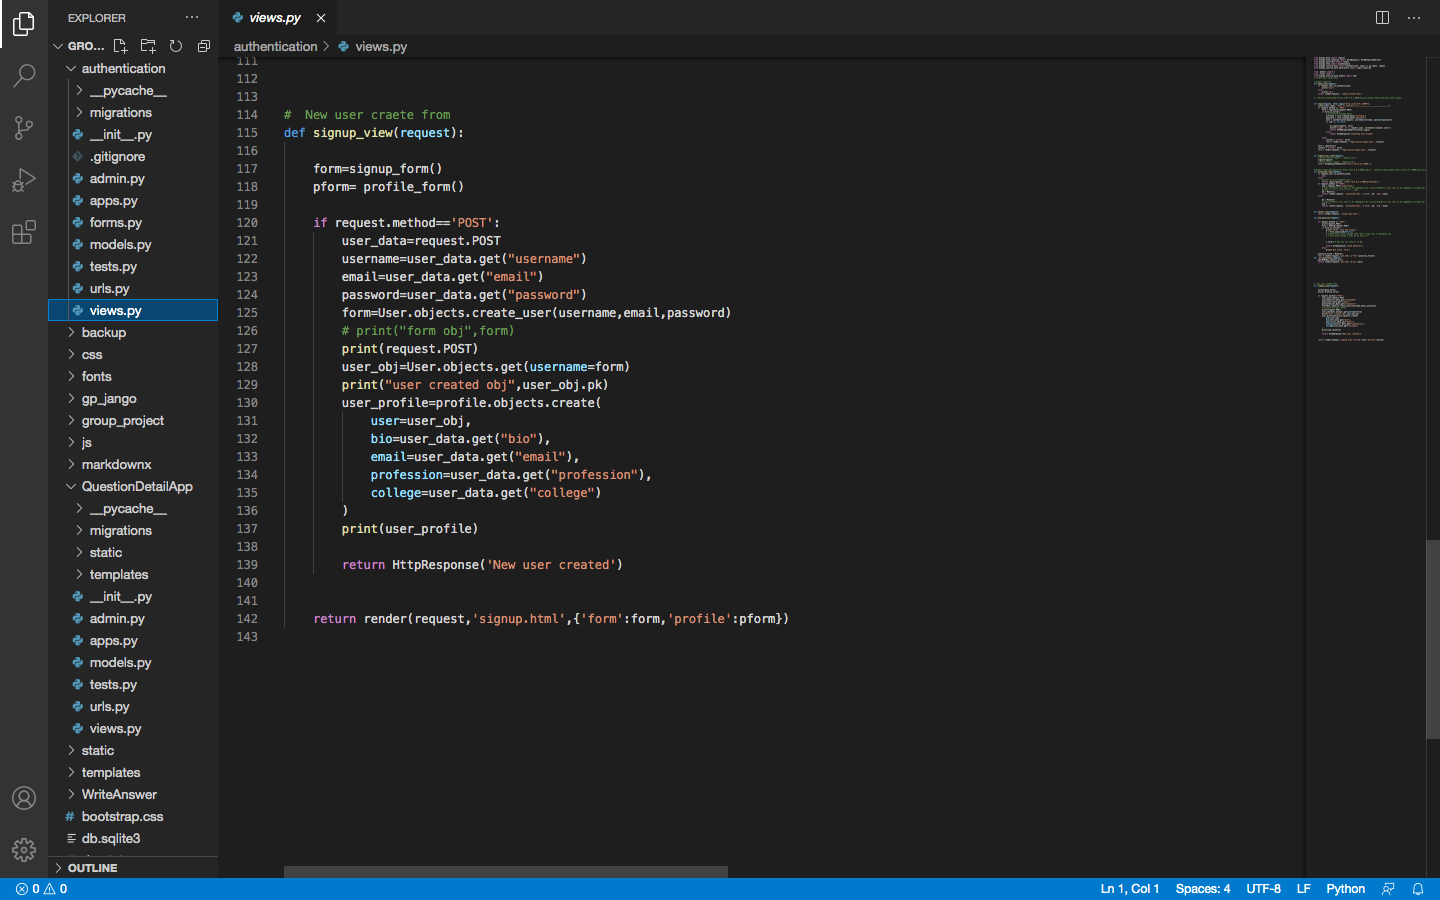 EXPLORER
GRO...
authentication
__pycache__
migrations
__init__.py
.gitignore
admin.py
apps.py
forms.py
models.py
tests.py
urls.py
views.py
backup
css
fonts
gp_jango
group_project
js
markdownx
QuestionDetailApp
__pycache__
migrations
static
templates
__init__.py
admin.py
apps.py
models.py
tests.py
urls.py
views.py
static
templates
WriteAnswer
# bootstrap.css
db.sqlite3
OUTLINE
views.py
authentication > views.py
111
112
113
114 #  New user craete from
115 def signup_view(request):
116
117     form=signup_form()
118     pform= profile_form()
119
120     if request.method=='POST':
121         user_data=request.POST
122         username=user_data.get("username")
123         email=user_data.get("email")
124         password=user_data.get("password")
125         form=User.objects.create_user(username,email,password)
126         # print("form obj",form)
127         print(request.POST)
128         user_obj=User.objects.get(username=form)
129         print("user created obj",user_obj.pk)
130         user_profile=profile.objects.create(
131             user=user_obj,
132             bio=user_data.get("bio"),
133             email=user_data.get("email"),
134             profession=user_data.get("profession"),
135             college=user_data.get("college")
136         )
137         print(user_profile)
138
139         return HttpResponse('New user created')
140
141
142     return render(request,'signup.html',{'form':form,'profile':pform})
143
0 0
Ln 1, Col 1 Spaces: 4 UTF-8 LF Python